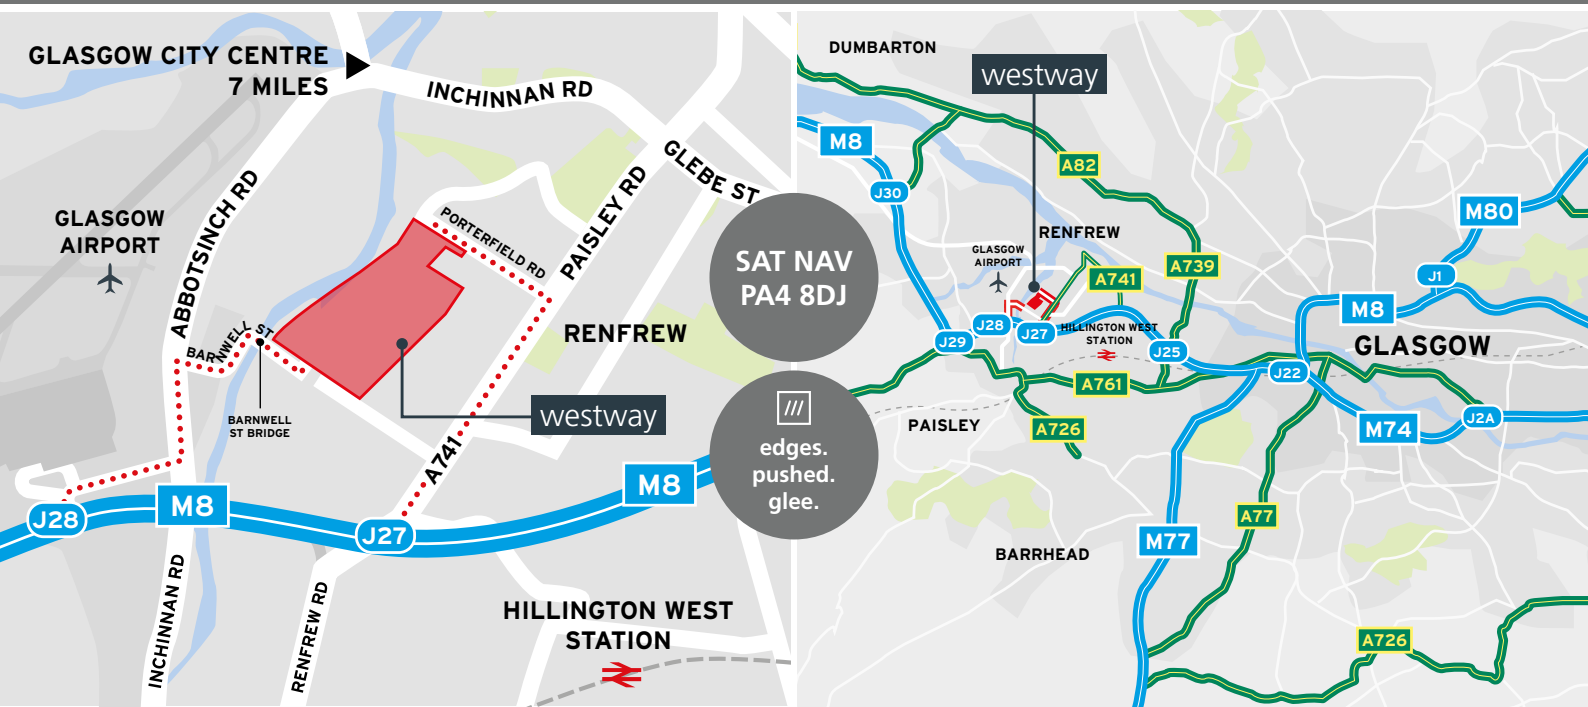 GLASGOW CITY CENTRE
7 MILES
INCHINNAN RD
GLEBE ST
PAISLEY RD
ABBOTSINCH RD
GLASGOW
AIRPORT
PORTERFIELD RD
BARNWELL ST
BARNWELL
ST BRIDGE
RENFREW
westway
A741
M8
M8
J28
J27
INCHINNAN RD
RENFREW RD
HILLINGTON WEST
STATION
SAT NAV
PA4 8DJ
///
edges.
pushed.
glee.
DUMBARTON
westway
M8
A82
J30
M80
RENFREW
GLASGOW
AIRPORT
A741
A739
J1
M8
J28
J27
HILLINGTON WEST
STATION
J29
J25
GLASGOW
J22
A761
PAISLEY
A726
M74
J2A
A77
M77
BARRHEAD
A726